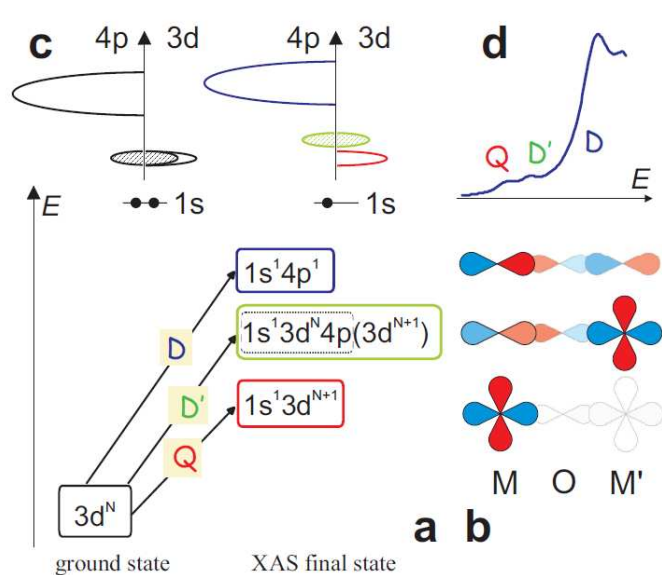 c
4p 3d
4p 3d
d
1s
1s
Q D' D
E
E
1s¹4p¹
1s¹3dᴺ4p(3dᴺ⁺¹)
1s¹3dᴺ⁺¹
D
D'
Q
3dᴺ
M O M'
a b
ground state XAS final state